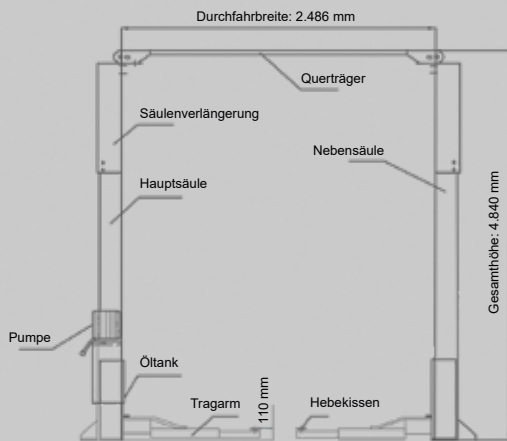 Durchfahrbreite: 2.486 mm
Querträger
Säulenverlängerung
Nebensäule
Hauptsäule
Gesamthöhe: 4.840 mm
Pumpe
Öltank
Tragarm
110 mm
Hebekissen